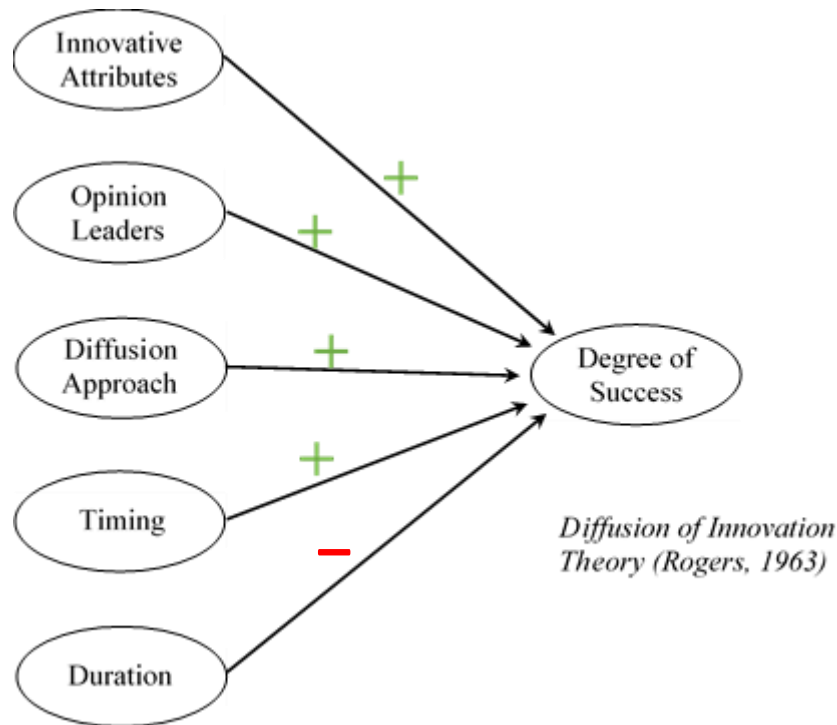 Innovative
Attributes
+
Opinion
Leaders
+
Diffusion
Approach
+
Degree of
Success
Timing
+
Diffusion of Innovation
Theory (Rogers, 1963)
–
Duration